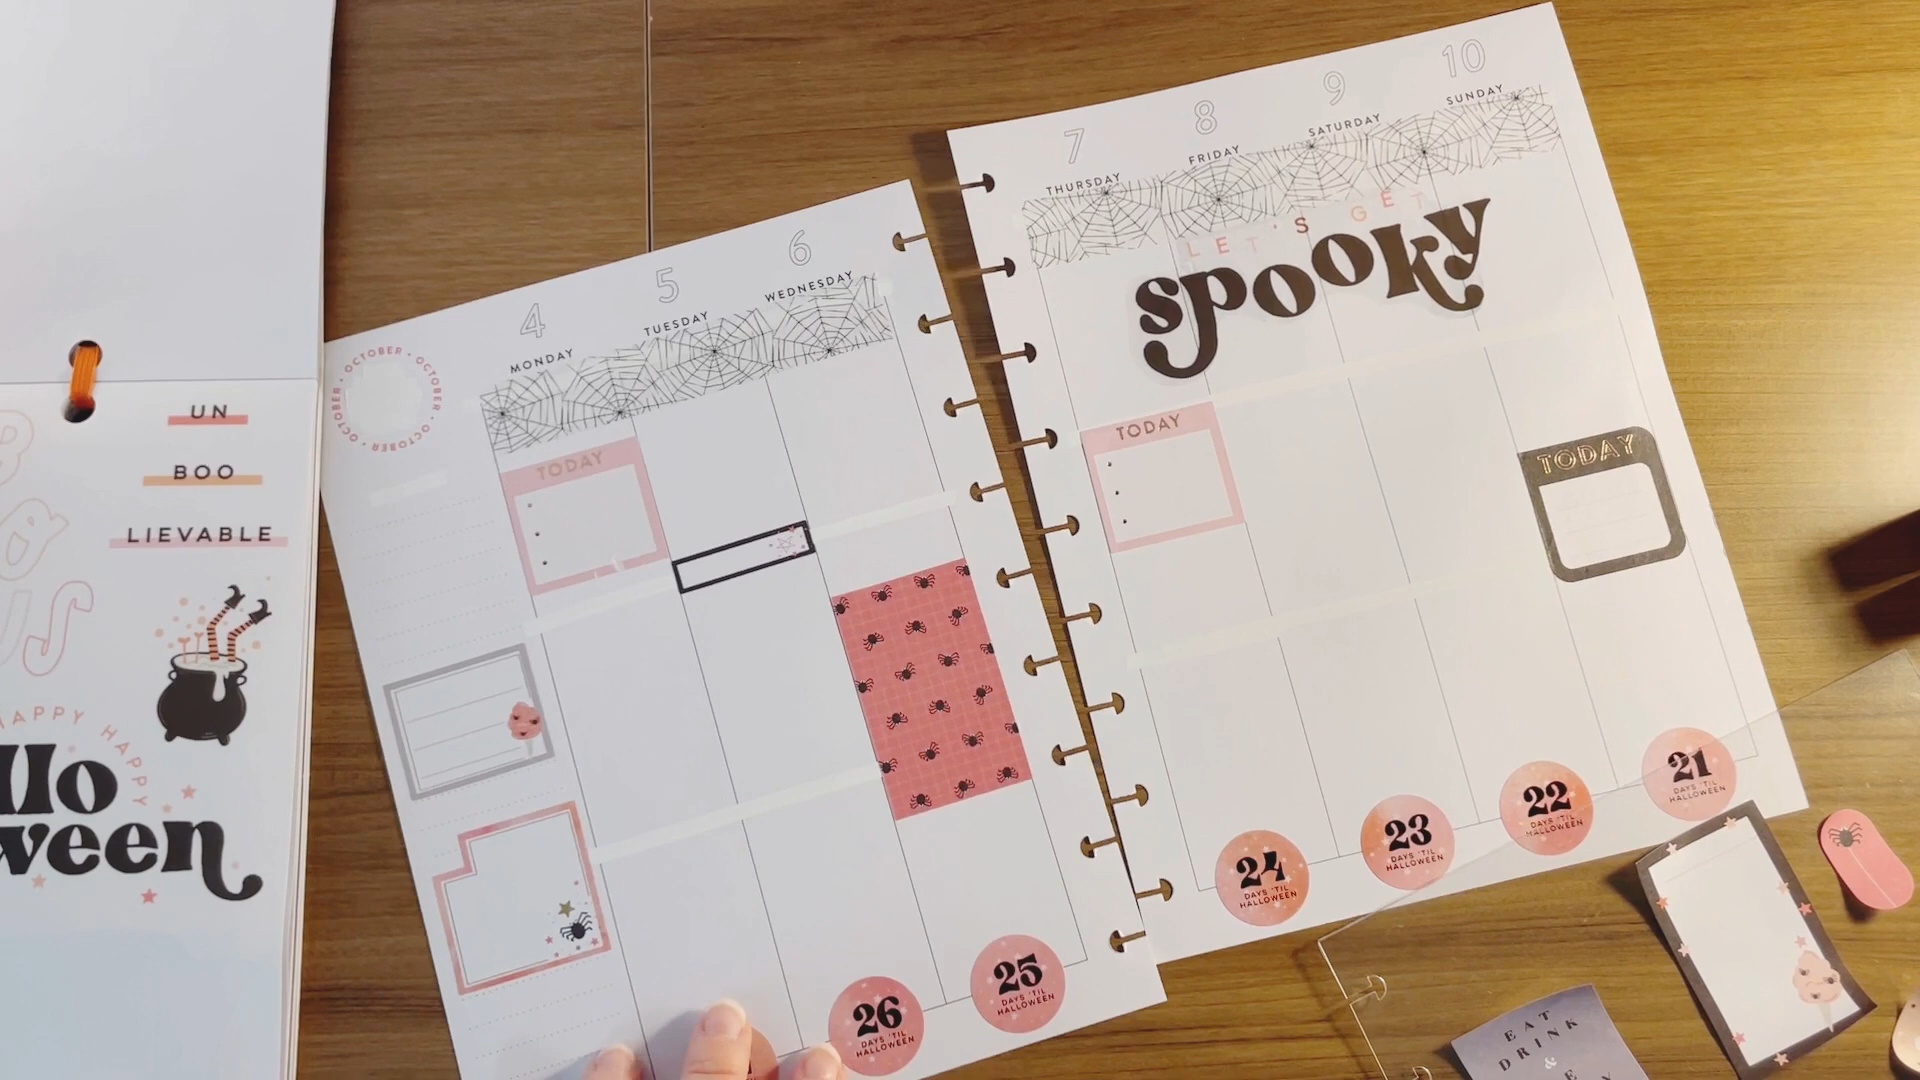 UN
BOO
LIEVABLE
HAPPY HAPPY
llo
ween
OCTOBER • OCTOBER • OCTOBER • OCTOBER
4
5
6
MONDAY
TUESDAY
WEDNESDAY
TODAY
26
DAYS 'TIL
HALLOWEEN
25
DAYS 'TIL
HALLOWEEN
7
8
9
10
THURSDAY
FRIDAY
SATURDAY
SUNDAY
LET'S GET
spooky
TODAY
TODAY
24
DAYS 'TIL
HALLOWEEN
23
DAYS 'TIL
HALLOWEEN
22
DAYS 'TIL
HALLOWEEN
21
DAYS 'TIL
HALLOWEEN
EAT
DRINK
&